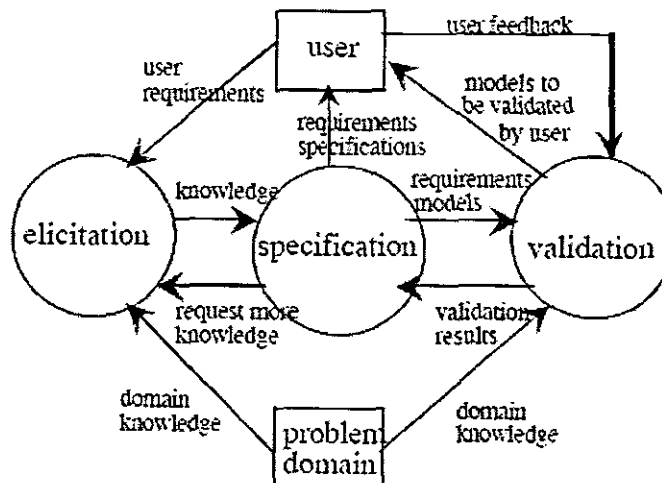 user
user feedback
user
requirements
models to
be validated
by user
requirements
specifications
knowledge
requirements
models
elicitation
specification
validation
request more
knowledge
validation
results
domain
knowledge
domain
knowledge
problem
domain